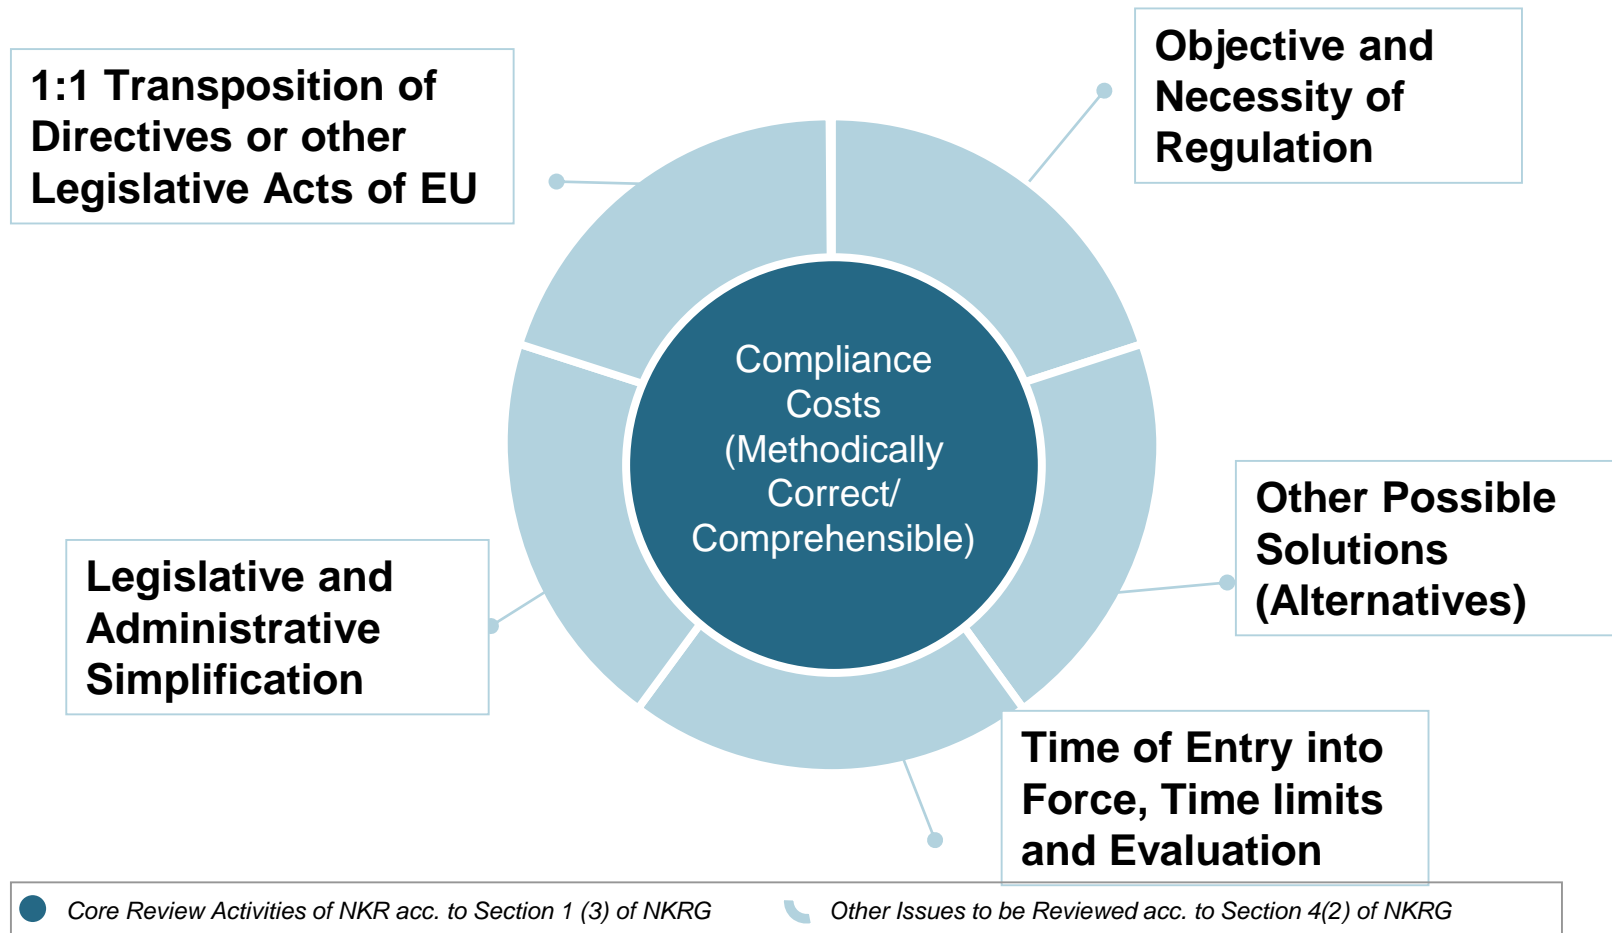 1:1 Transposition of
Directives or other
Legislative Acts of EU
Objective and
Necessity of
Regulation
Compliance
Costs
(Methodically
Correct/
Comprehensible)
Other Possible
Solutions
(Alternatives)
Legislative and
Administrative
Simplification
Time of Entry into
Force, Time limits
and Evaluation
Core Review Activities of NKR acc. to Section 1 (3) of NKRG
Other Issues to be Reviewed acc. to Section 4(2) of NKRG